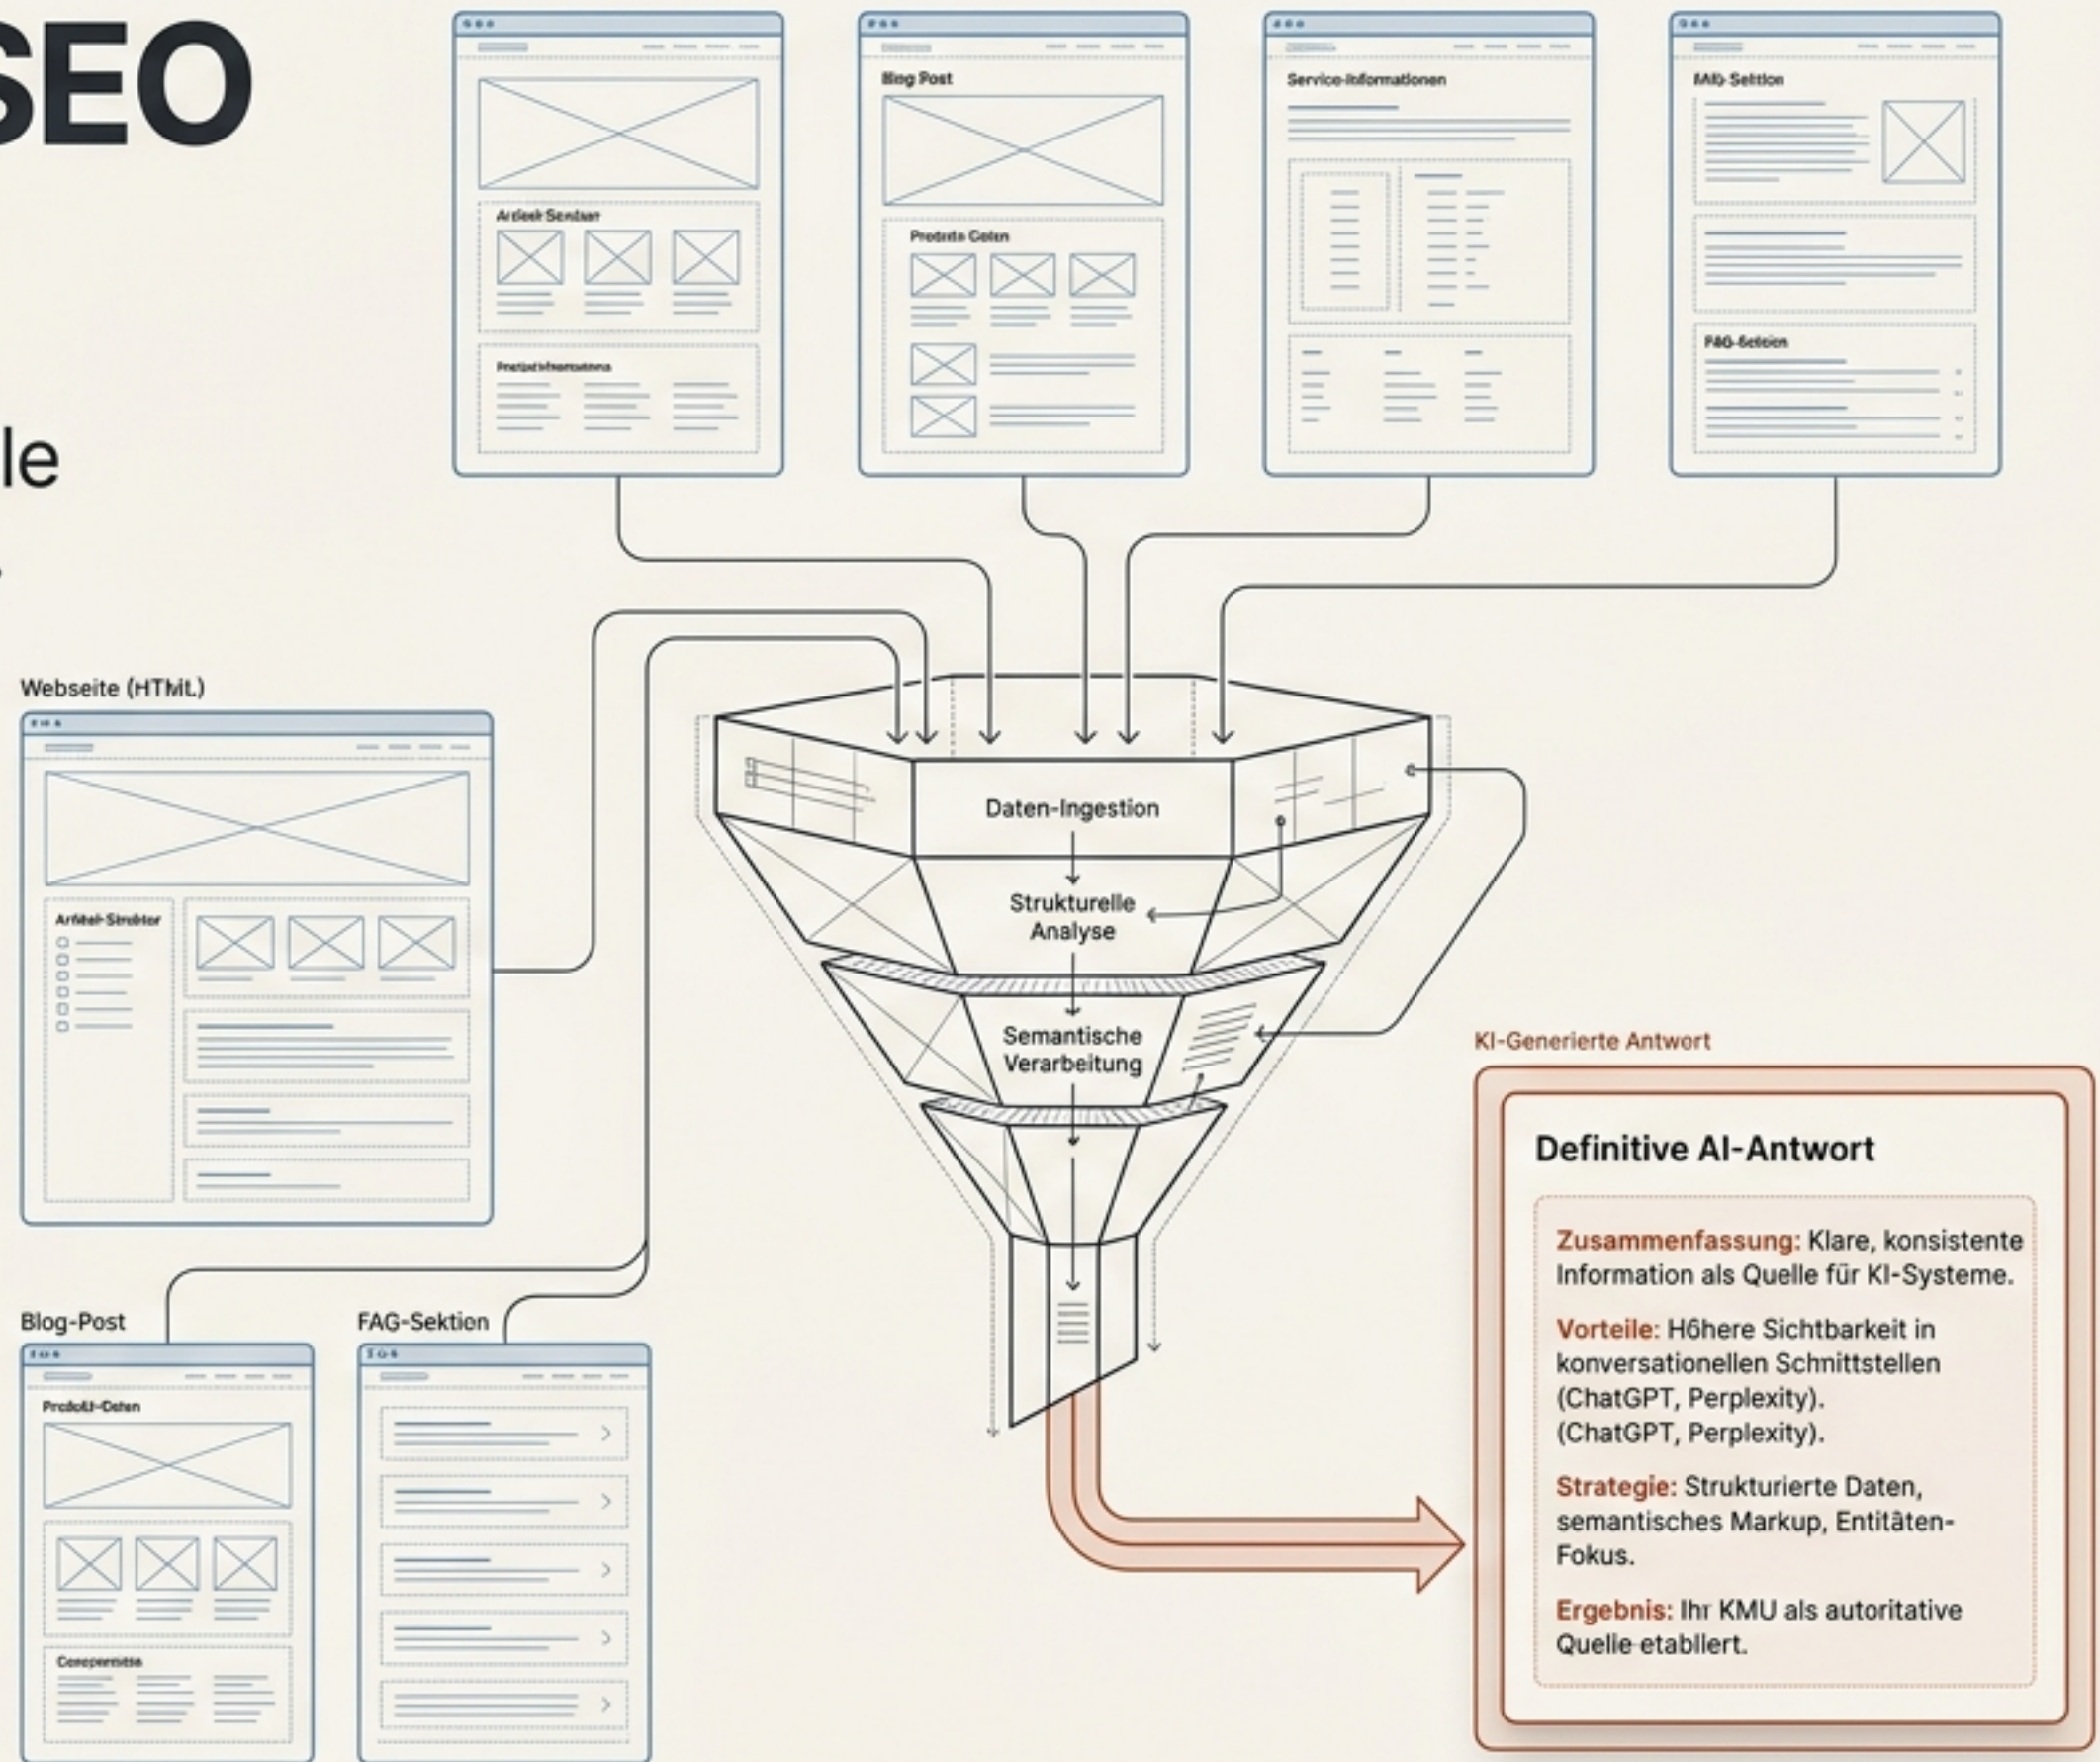 SEO
le
Blog Post
Service-Informationen
Webseite (HTML)
Daten-Ingestion
Strukturelle
Analyse
Semantische
Verarbeitung
Blog-Post
FAG-Sektien
KI-Generierte Antwort
Definitive AI-Antwort
Zusammenfassung: Klare, konsistente
Information als Quelle für KI-Systeme.
Vorteile: Höhere Sichtbarkeit in
konversationellen Schnittstellen
(ChatGPT, Perplexity).
(ChatGPT, Perplexity).
Strategie: Strukturierte Daten,
semantisches Markup, Entitäten-
Fokus.
Ergebnis: Ihr KMU als autoritative
Quelle etabliert.